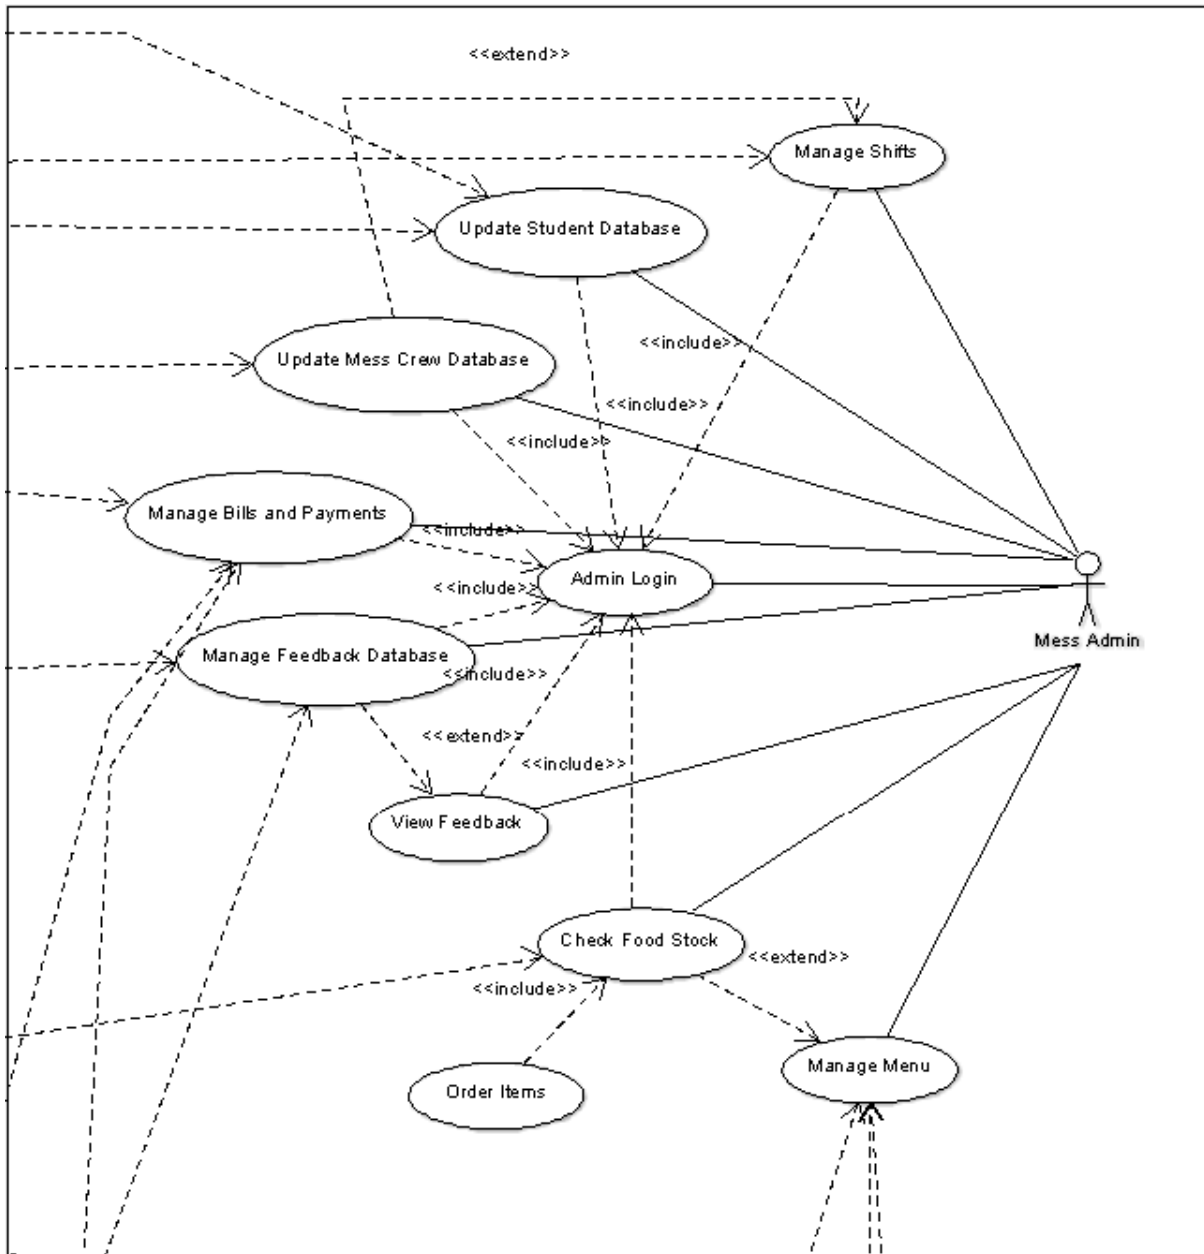 <<extend>>
Manage Shifts
Update Student Database
<<include>>
Update Mess Crew Database
<<include>>
<<include>>
Manage Bills and Payments
<<include>>
Admin Login
<<include>>
Mess Admin
Manage Feedback Database
<<include>>
<<extend>>
<<include>>
View Feedback
Check Food Stock
<<extend>>
<<include>>
Manage Menu
Order Items